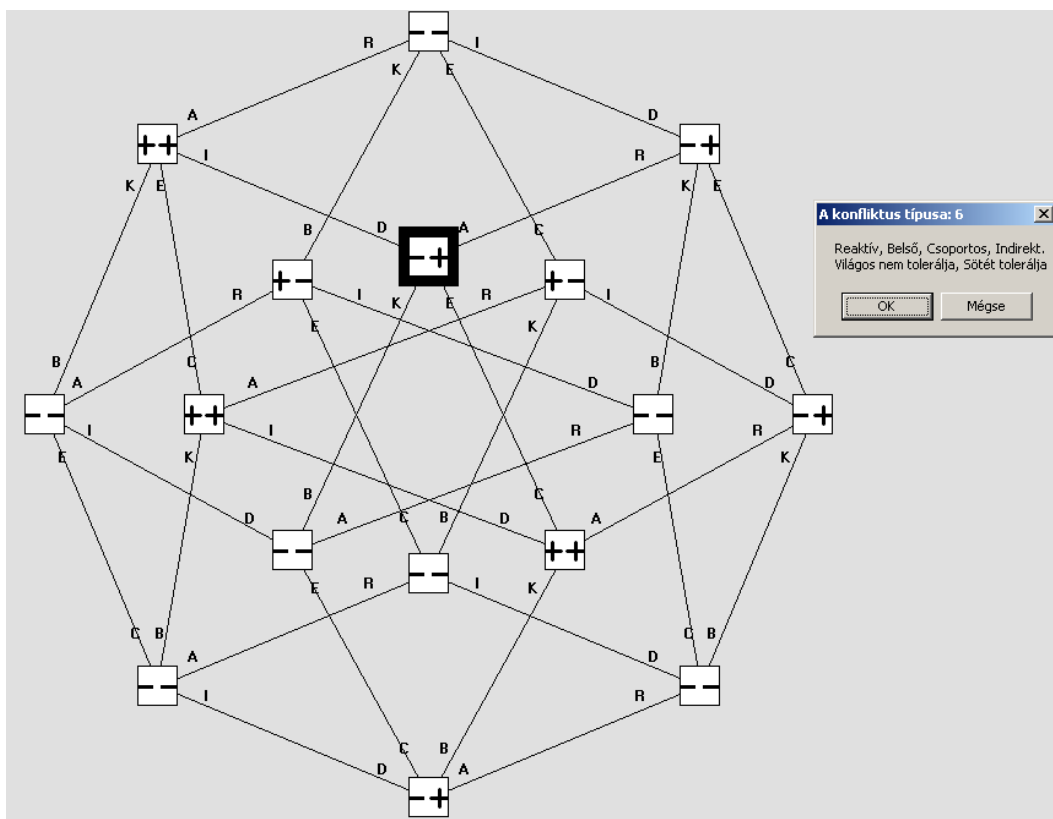 --
R I
K E
A D
++ -+
I R
K E K E
B D A C
-+
+- +-
R I K E R I
E K
B C B C
A A D D
-- ++ -- -+
I I R R
E K E K
B C
D A C B D A
-- ++
--
R I
E K
C B C B
A D
-- --
I R
C B
D A
-+
A konfliktus típusa: 6
Reaktív, Belső, Csoportos, Indirekt.
Világos nem tolerálja, Sötét tolerálja
OK Mégse